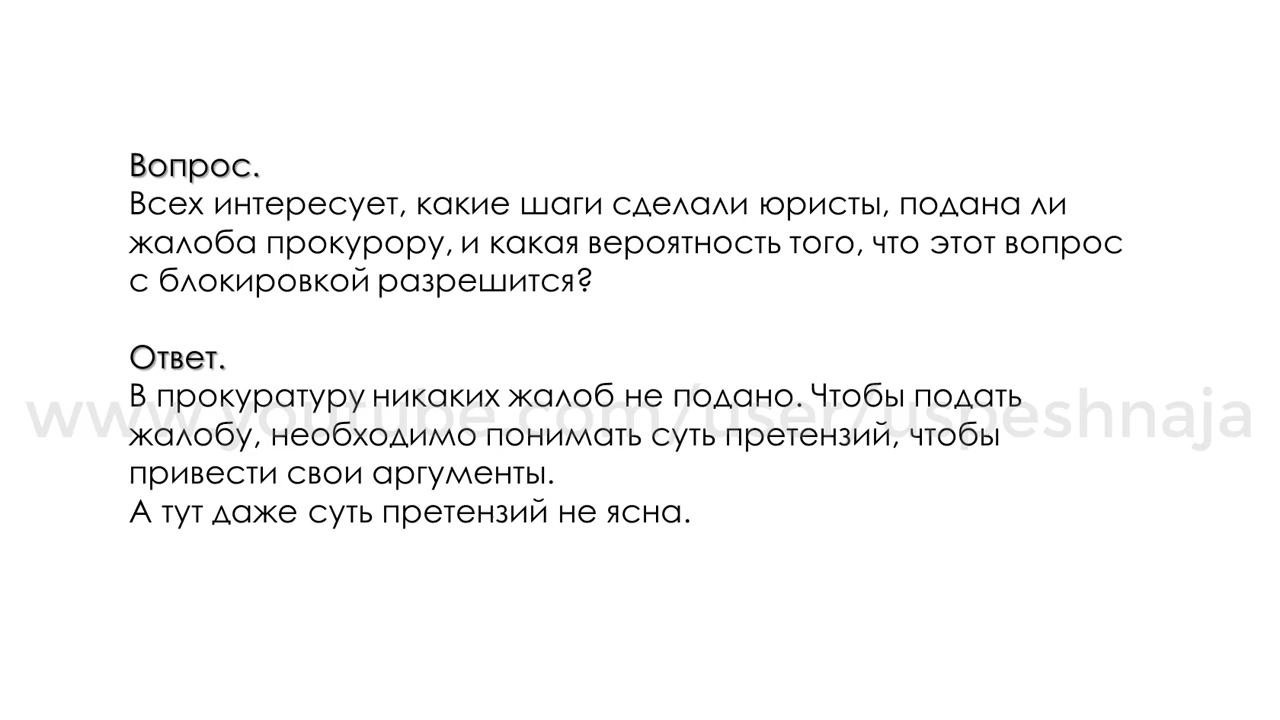 Вопрос.
Всех интересует, какие шаги сделали юристы, подана ли
жалоба прокурору, и какая вероятность того, что этот вопрос
с блокировкой разрешится?
Ответ.
В прокуратуру никаких жалоб не подано. Чтобы подать
www.youtube.com/user/uspeshnaja
жалобу, необходимо понимать суть претензий, чтобы
привести свои аргументы.
А тут даже суть претензий не ясна.